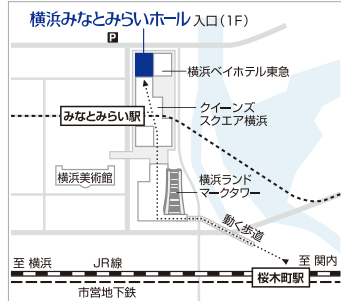 横浜みなとみらいホール 入口（1F）
P
横浜ベイホテル東急
みなとみらい駅
クイーンズ
スクエア横浜
横浜美術館
横浜ランド
マークタワー
動く歩道
至 横浜
JR線
至 関内
桜木町駅
市営地下鉄